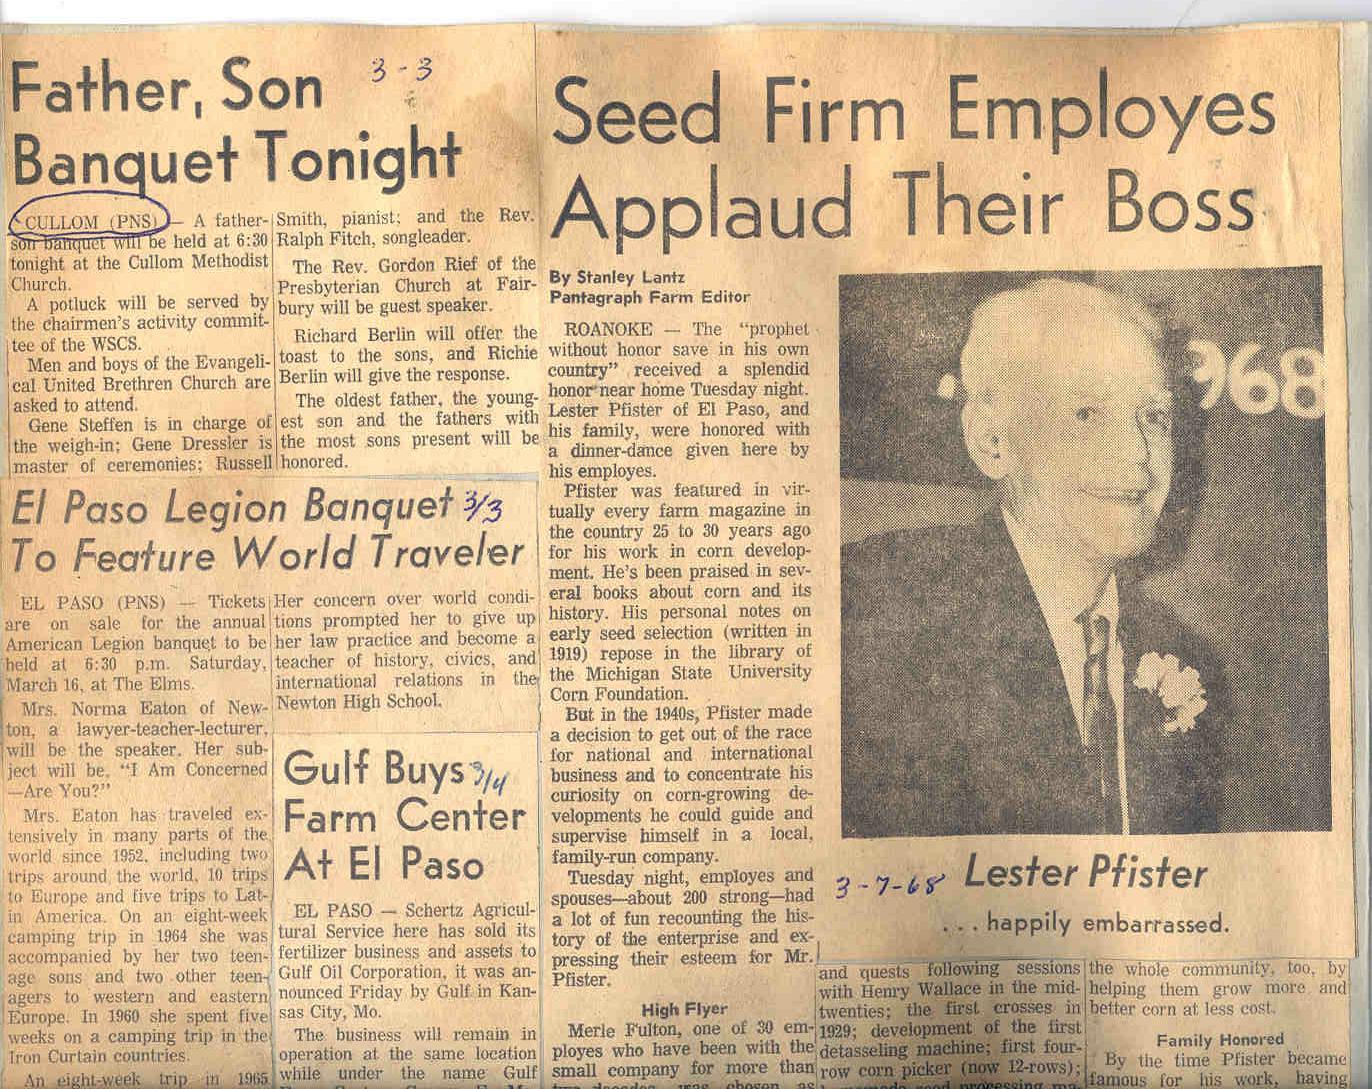 Father, Son
Banquet Tonight
3-3
CULLOM (PNS) — A father-
son banquet will be held at 6:30
tonight at the Cullom Methodist
Church.
A potluck will be served by
the chairmen's activity commit-
tee of the WSCS.
Men and boys of the Evangeli-
cal United Brethren Church are
asked to attend.
Gene Steffen is in charge of
the weigh-in; Gene Dressler is
master of ceremonies; Russell
Smith, pianist; and the Rev.
Ralph Fitch, songleader.
The Rev. Gordon Rief of the
Presbyterian Church at Fair-
bury will be guest speaker.
Richard Berlin will offer the
toast to the sons, and Richie
Berlin will give the response.
The oldest father, the young-
est son and the fathers with
the most sons present will be
honored.
El Paso Legion Banquet 3/3
To Feature World Traveler
EL PASO (PNS) — Tickets
are on sale for the annual
American Legion banquet to be
held at 6:30 p.m. Saturday,
March 16, at The Elms.
Mrs. Norma Eaton of New-
ton, a lawyer-teacher-lecturer,
will be the speaker. Her sub-
ject will be, "I Am Concerned
—Are You?"
Mrs. Eaton has traveled ex-
tensively in many parts of the
world since 1952, including two
trips around the world, 10 trips
to Europe and five trips to Lat-
in America. On an eight-week
camping trip in 1964 she was
accompanied by her two teen-
age sons and two other teen-
agers to western and eastern
Europe. In 1960 she spent five
weeks on a camping trip in the
Iron Curtain countries.
An eight-week trip in 1965
Her concern over world condi-
tions prompted her to give up
her law practice and become a
teacher of history, civics, and
international relations in the
Newton High School.
Gulf Buys 3/4
Farm Center
At El Paso
EL PASO — Schertz Agricul-
tural Service here has sold its
fertilizer business and assets to
Gulf Oil Corporation, it was an-
nounced Friday by Gulf in Kan-
sas City, Mo.
The business will remain in
operation at the same location
while under the name Gulf
Seed Firm Employes
Applaud Their Boss
By Stanley Lantz
Pantagraph Farm Editor
ROANOKE — The "prophet
without honor save in his own
country" received a splendid
honor near home Tuesday night.
Lester Pfister of El Paso, and
his family, were honored with
a dinner-dance given here by
his employes.
Pfister was featured in vir-
tually every farm magazine in
the country 25 to 30 years ago
for his work in corn develop-
ment. He's been praised in sev-
eral books about corn and its
history. His personal notes on
early seed selection (written in
1919) repose in the library of
the Michigan State University
Corn Foundation.
But in the 1940s, Pfister made
a decision to get out of the race
for national and international
business and to concentrate his
curiosity on corn-growing de-
velopments he could guide and
supervise himself in a local,
family-run company.
Tuesday night, employes and
spouses—about 200 strong—had
a lot of fun recounting the his-
tory of the enterprise and ex-
pressing their esteem for Mr.
Pfister.
High Flyer
Merle Fulton, one of 30 em-
ployes who have been with the
small company for more than
two decades, was chosen as
968
3-7-68
Lester Pfister
. . . happily embarrassed.
and quests following sessions
with Henry Wallace in the mid-
twenties; the first crosses in
1929; development of the first
detasseling machine; first four-
row corn picker (now 12-rows);
seed processing
the whole community, too, by
helping them grow more and
better corn at less cost.
Family Honored
By the time Pfister became
famous for his work, having